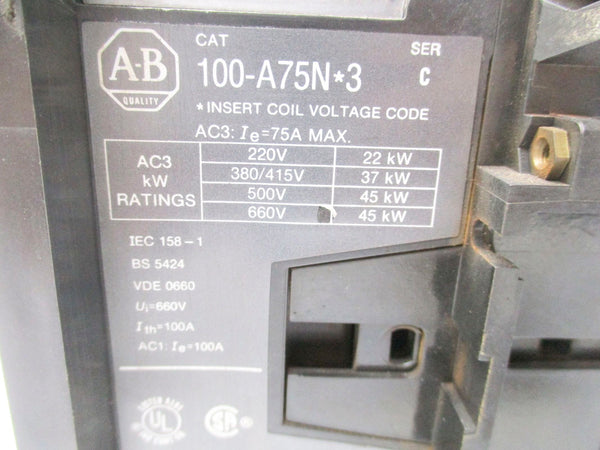 A-B
QUALITY
CAT
SER
100-A75N*3
C
*INSERT COIL VOLTAGE CODE
AC3: Ie=75A MAX.
AC3 kW RATINGS
220V 22 kW
380/415V 37 kW
500V 45 kW
660V 45 kW
IEC 158-1
BS 5424
VDE 0660
Ui=660V
Ith=100A
AC1: Ie=100A
UL
SA